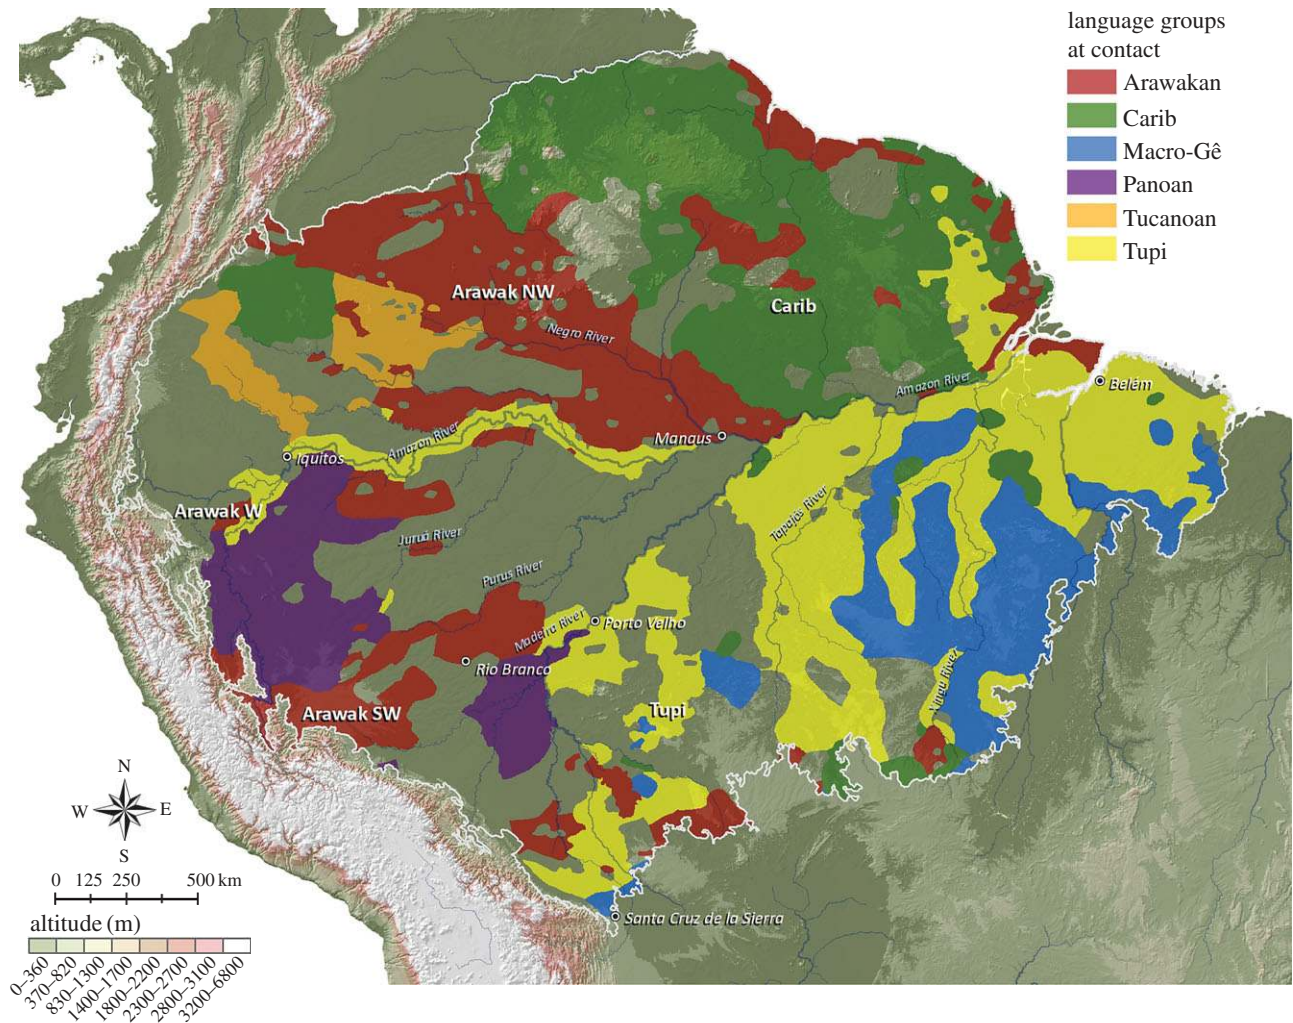 language groups
at contact
Arawakan
Carib
Macro-Gê
Panoan
Tucanoan
Tupi
Arawak NW
Carib
Negro River
Amazon River
Belém
Manaus
Amazon River
Iquitos
Arawak W
Tapajós River
Juruá River
Purus River
Madeira River
Porto Velho
Rio Branco
Xingu River
Arawak SW
Tupi
N
W
E
S
0 125 250 500 km
altitude (m)
0–360
370–820
830–1300
1400–1700
1800–2200
2300–2700
2800–3100
3200–6800
Santa Cruz de la Sierra